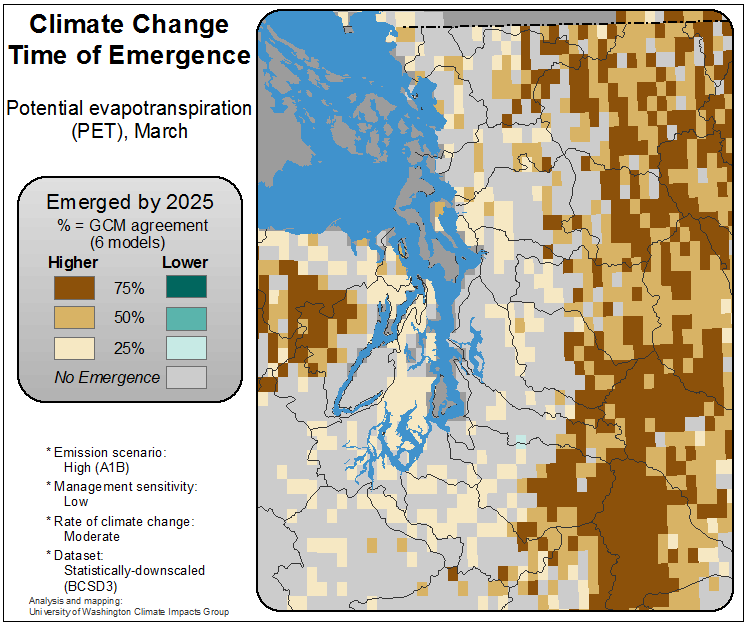 Climate Change
Time of Emergence
Potential evapotranspiration
(PET), March
Emerged by 2025
% = GCM agreement
(6 models)
Higher Lower
75%
50%
25%
No Emergence
* Emission scenario:
High (A1B)
* Management sensitivity:
Low
* Rate of climate change:
Moderate
* Dataset:
Statistically-downscaled
(BCSD3)
Analysis and mapping:
University of Washington Climate Impacts Group